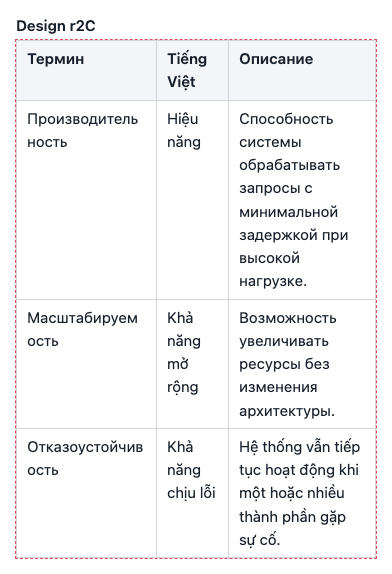 Design r2C
Термин
Tiếng
Việt
Описание
Производитель
ность
Hiệu
năng
Способность
системы
обрабатывать
запросы с
минимальной
задержкой при
высокой
нагрузке.
Масштабируем
ость
Khả
năng
mở
rộng
Возможность
увеличивать
ресурсы без
изменения
архитектуры.
Отказоустойчив
ость
Khả
năng
chịu lỗi
Hệ thống vẫn tiếp
tục hoạt động khi
một hoặc nhiều
thành phần gặp
sự cố.